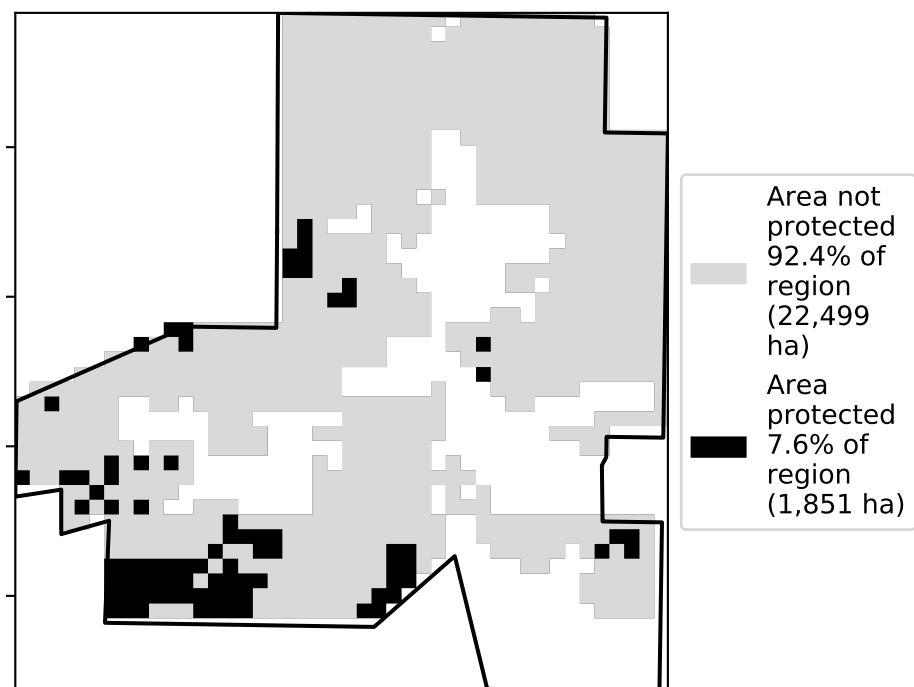 Area not
protected
92.4% of
region
(22,499
ha)
Area
protected
7.6% of
region
(1,851 ha)